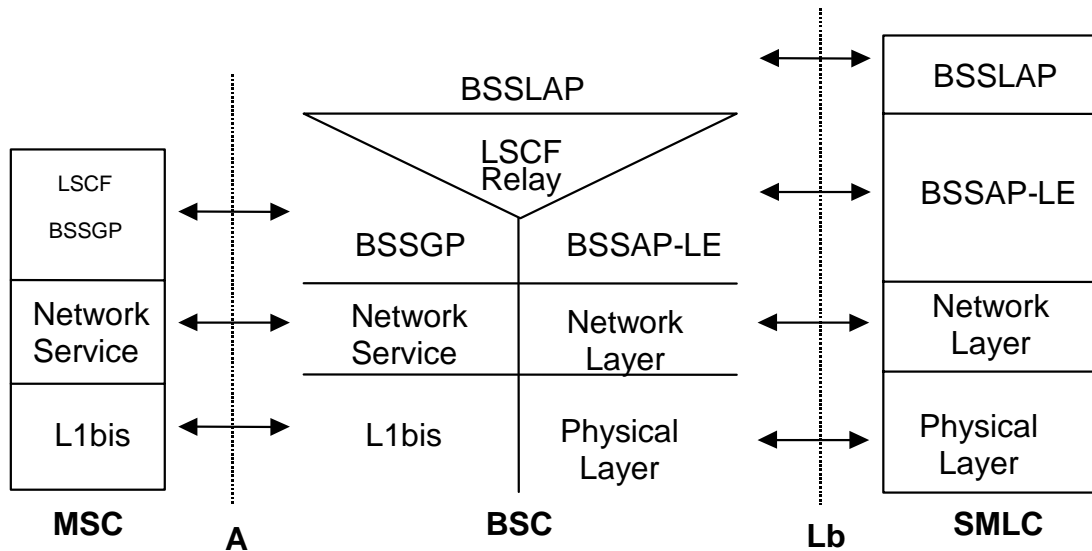 BSSLAP
LSCF
Relay
BSSGP
BSSAP-LE
Network
Service
Network
Layer
L1bis
Physical
Layer
BSC
LSCF
BSSGP
Network
Service
L1bis
MSC
A
BSSLAP
BSSAP-LE
Network
Layer
Physical
Layer
SMLC
Lb